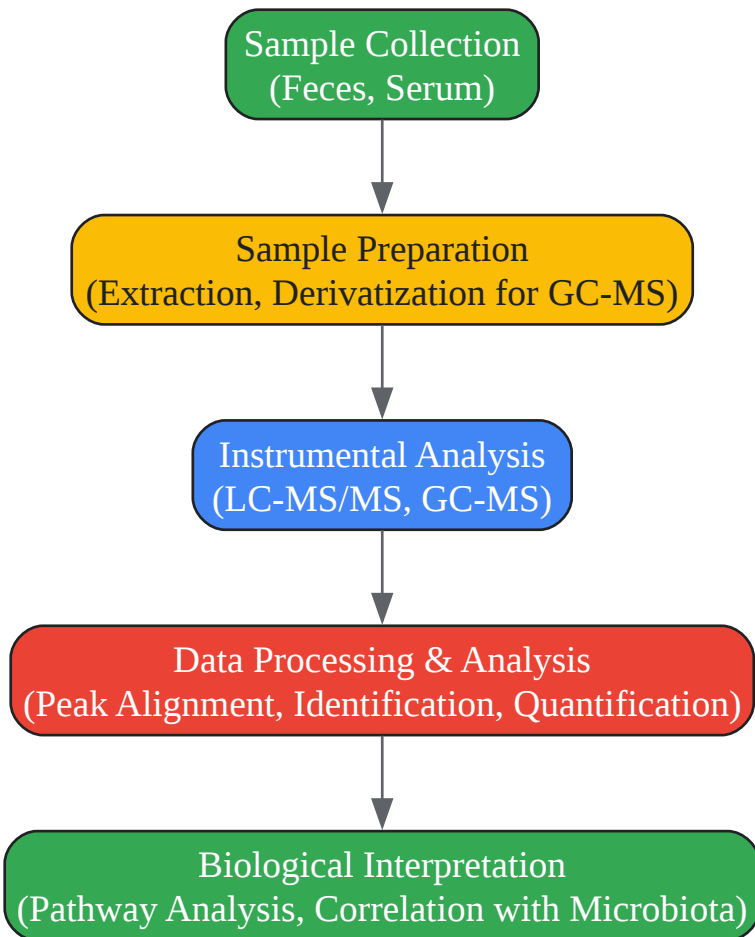 Sample Collection
(Feces, Serum)
Sample Preparation
(Extraction, Derivatization for GC-MS)
Instrumental Analysis
(LC-MS/MS, GC-MS)
Data Processing & Analysis
(Peak Alignment, Identification, Quantification)
Biological Interpretation
(Pathway Analysis, Correlation with Microbiota)